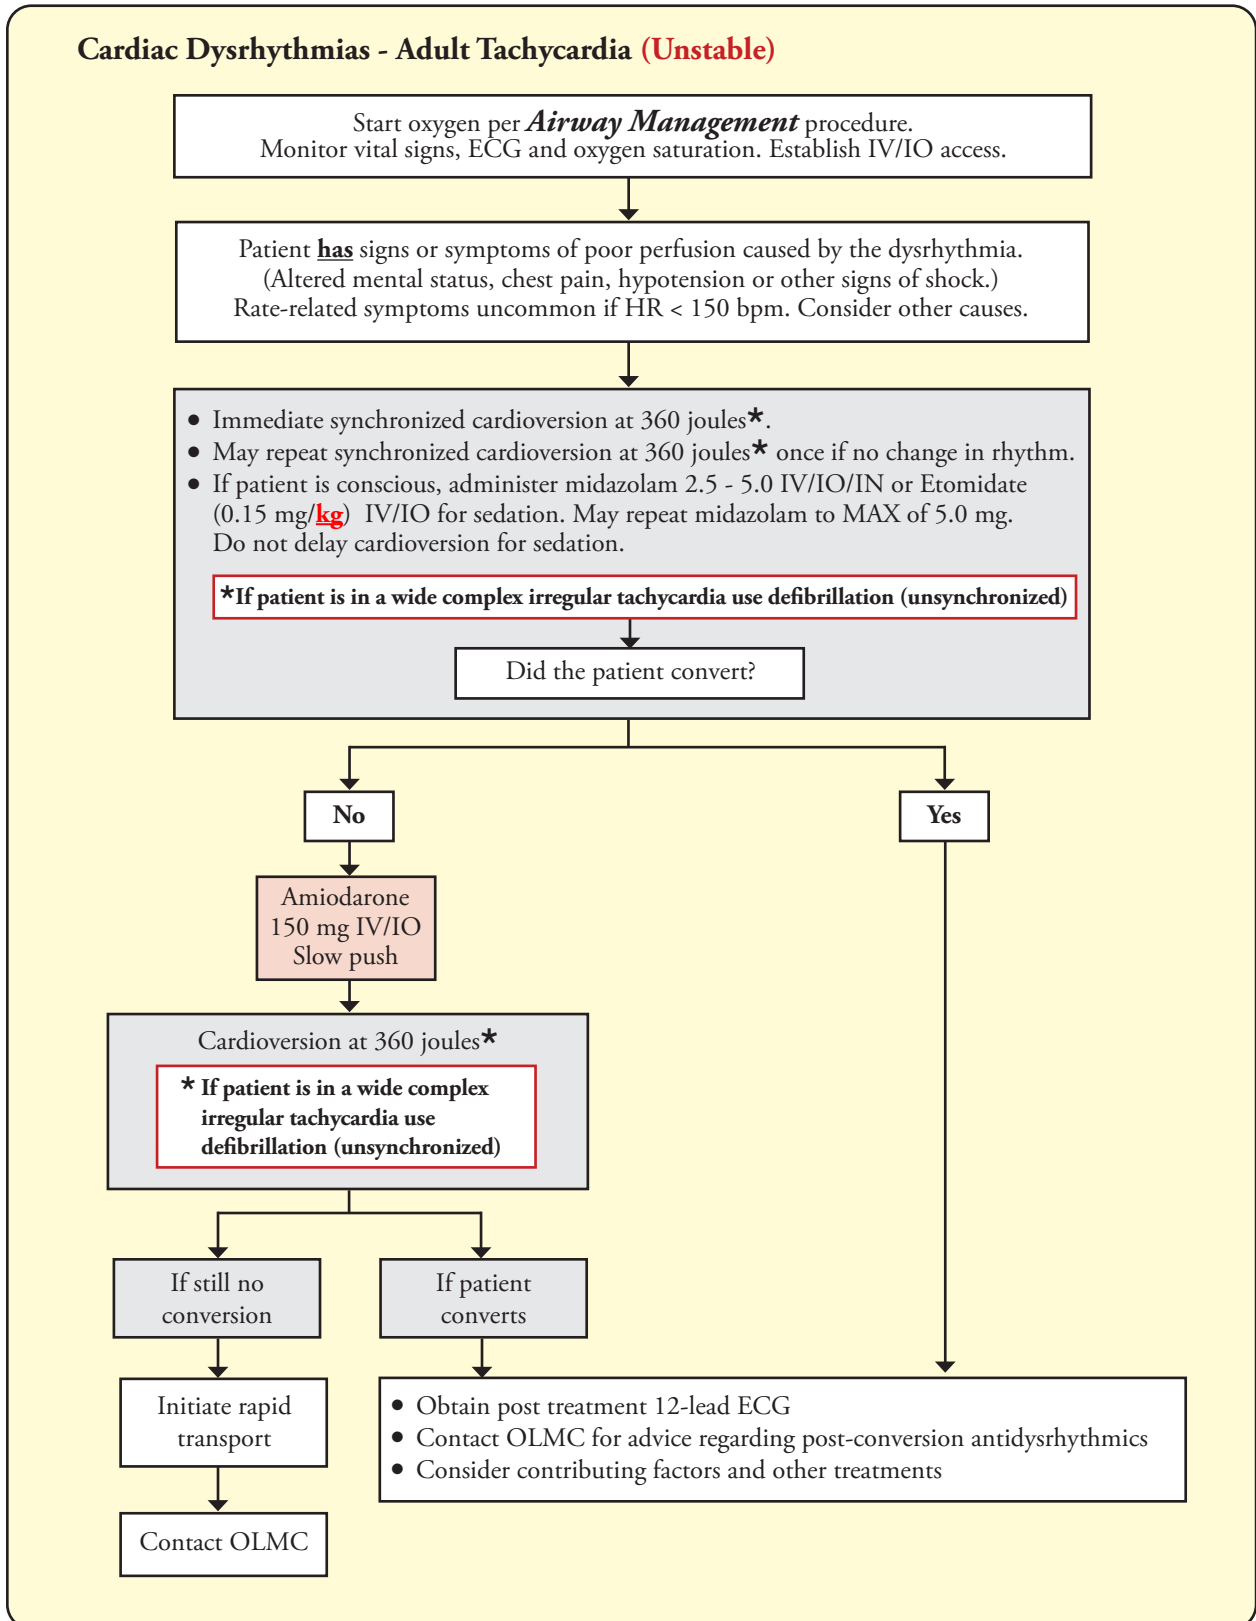 Cardiac Dysrhythmias - Adult Tachycardia (Unstable)
Start oxygen per Airway Management procedure.
Monitor vital signs, ECG and oxygen saturation. Establish IV/IO access.
Patient has signs or symptoms of poor perfusion caused by the dysrhythmia.
(Altered mental status, chest pain, hypotension or other signs of shock.)
Rate-related symptoms uncommon if HR < 150 bpm. Consider other causes.
• Immediate synchronized cardioversion at 360 joules*.
• May repeat synchronized cardioversion at 360 joules* once if no change in rhythm.
• If patient is conscious, administer midazolam 2.5 - 5.0 IV/IO/IN or Etomidate
(0.15 mg/kg) IV/IO for sedation. May repeat midazolam to MAX of 5.0 mg.
Do not delay cardioversion for sedation.
*If patient is in a wide complex irregular tachycardia use defibrillation (unsynchronized)
Did the patient convert?
No
Yes
Amiodarone
150 mg IV/IO
Slow push
Cardioversion at 360 joules*
* If patient is in a wide complex
irregular tachycardia use
defibrillation (unsynchronized)
If still no
conversion
If patient
converts
Initiate rapid
transport
• Obtain post treatment 12-lead ECG
• Contact OLMC for advice regarding post-conversion antidysrhythmics
• Consider contributing factors and other treatments
Contact OLMC